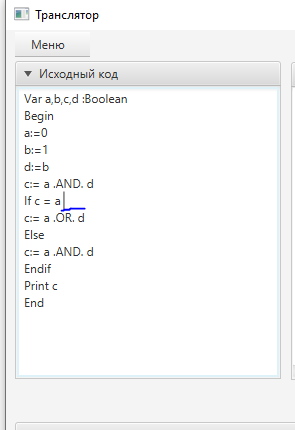 Транслятор
Меню
Исходный код
Var a,b,c,d :Boolean
Begin
a:=0
b:=1
d:=b
c:= a .AND. d
If c = a
c:= a .OR. d
Else
c:= a .AND. d
Endif
Print c
End